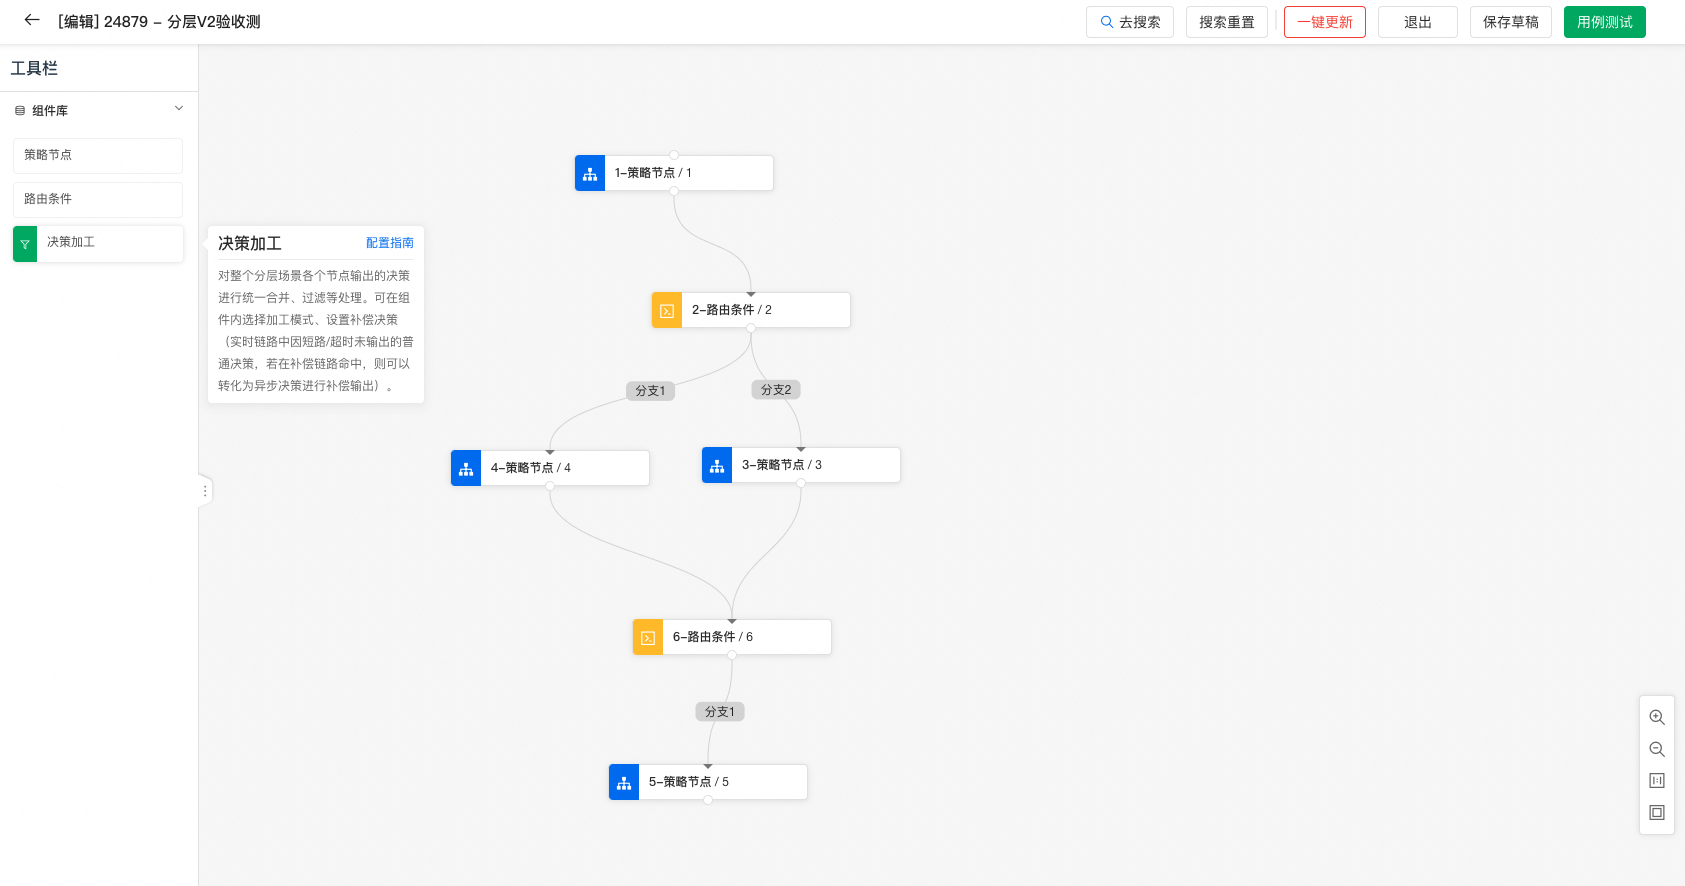 [编辑] 24879 - 分层V2验收测
去搜索
搜索重置
一键更新
退出
保存草稿
用例测试
工具栏
组件库
策略节点
路由条件
决策加工
决策加工
配置指南
对整个分层场景各个节点输出的决策
进行统一合并、过滤等处理。可在组
件内选择加工模式、设置补偿决策
（实时链路中因短路/超时未输出的普
通决策，若在补偿链路命中，则可以
转化为异步决策进行补偿输出）。
1-策略节点 / 1
2-路由条件 / 2
分支1
分支2
4-策略节点 / 4
3-策略节点 / 3
6-路由条件 / 6
分支1
5-策略节点 / 5